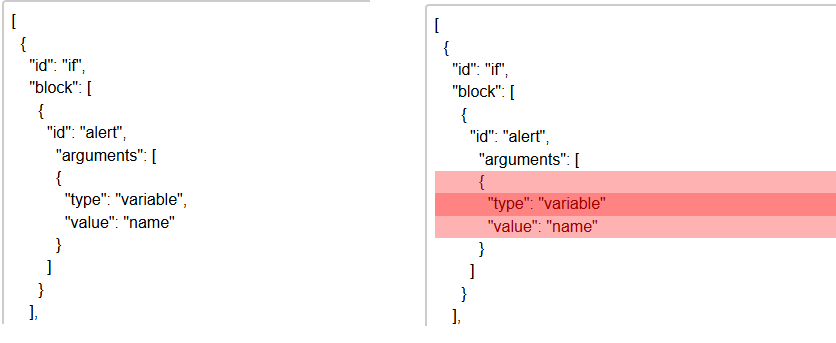 [
  {
    "id": "if",
    "block": [
      {
        "id": "alert",
          "arguments": [
          {
            "type": "variable",
            "value": "name"
          }
        ]
      }
    ],
[
  {
    "id": "if",
    "block": [
      {
        "id": "alert",
          "arguments": [
          {
            "type": "variable"
            "value": "name"
          }
        ]
      }
    ],